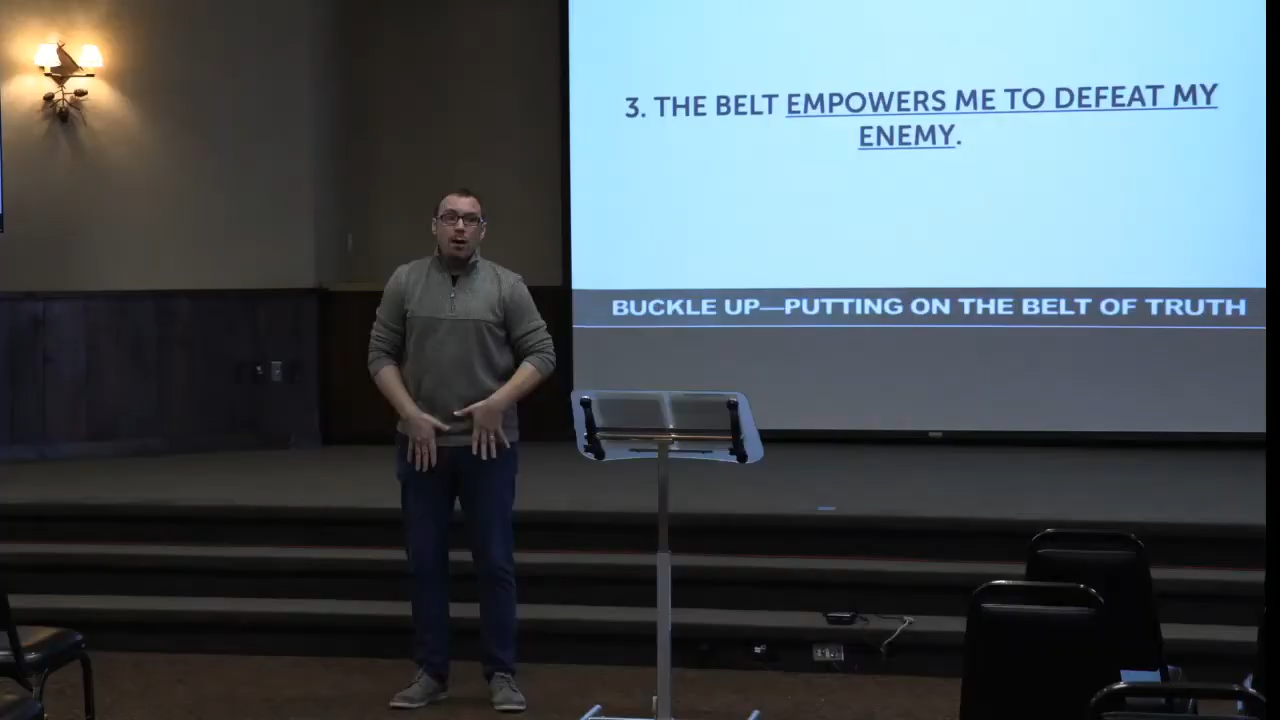 3. THE BELT EMPOWERS ME TO DEFEAT MY
ENEMY.
BUCKLE UP—PUTTING ON THE BELT OF TRUTH